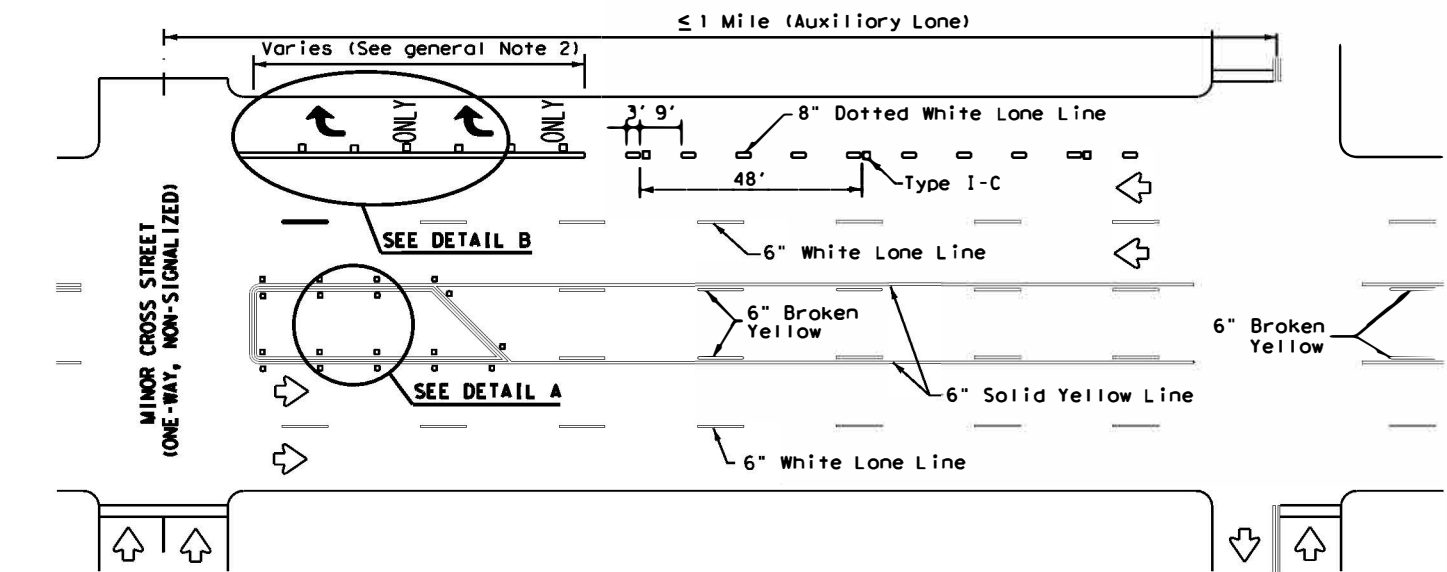 ≤ 1 Mile (Auxiliory Lone)
Varies (See general Note 2)
ONLY
ONLY
3' 9'
8" Dotted White Lone Line
48'
Type I-C
SEE DETAIL B
6" White Lone Line
MINOR CROSS STREET
(ONE-WAY, NON-SIGNALIZED)
6" Broken
Yellow
6" Broken
Yellow
SEE DETAIL A
6" Solid Yellow Line
6" White Lone Line